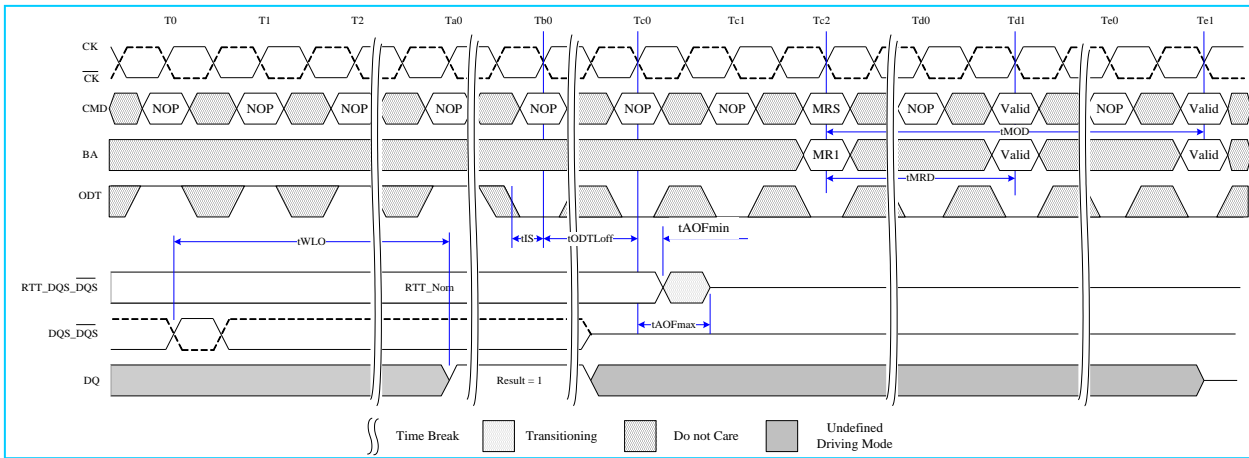 T0 T1 T2 Ta0 Tb0 Tc0 Tc1 Tc2 Td0 Td1 Te0 Te1
CK
CK
CMD NOP NOP NOP NOP NOP NOP NOP MRS NOP Valid NOP Valid
tMOD
BA MR1 Valid Valid
tMRD
ODT
tAOFmin
tWLO tIS tODTLoff
RTT_DQS_DQS RTT_Nom
tAOFmax
DQS_DQS
DQ Result = 1
Time Break Transitioning Do not Care Undefined
Driving Mode